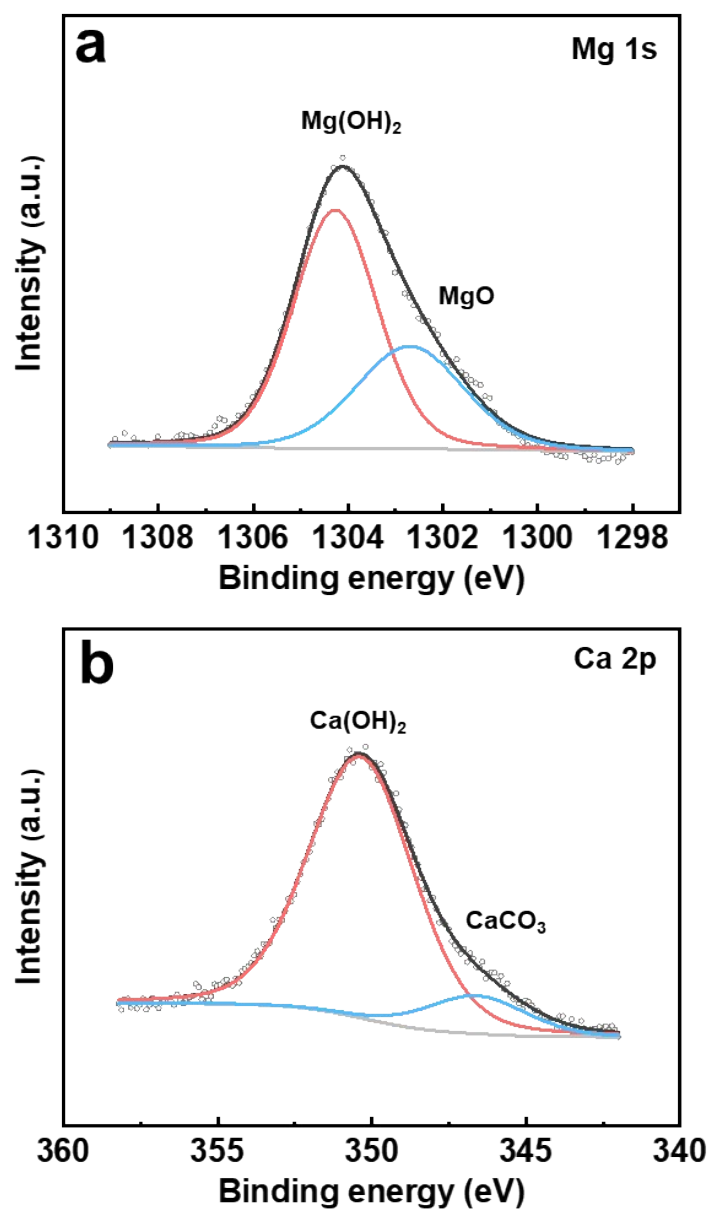 a
Mg 1s
Mg(OH)₂
MgO
Intensity (a.u.)
1310 1308 1306 1304 1302 1300 1298
Binding energy (eV)
b
Ca 2p
Ca(OH)₂
CaCO₃
Intensity (a.u.)
360 355 350 345 340
Binding energy (eV)